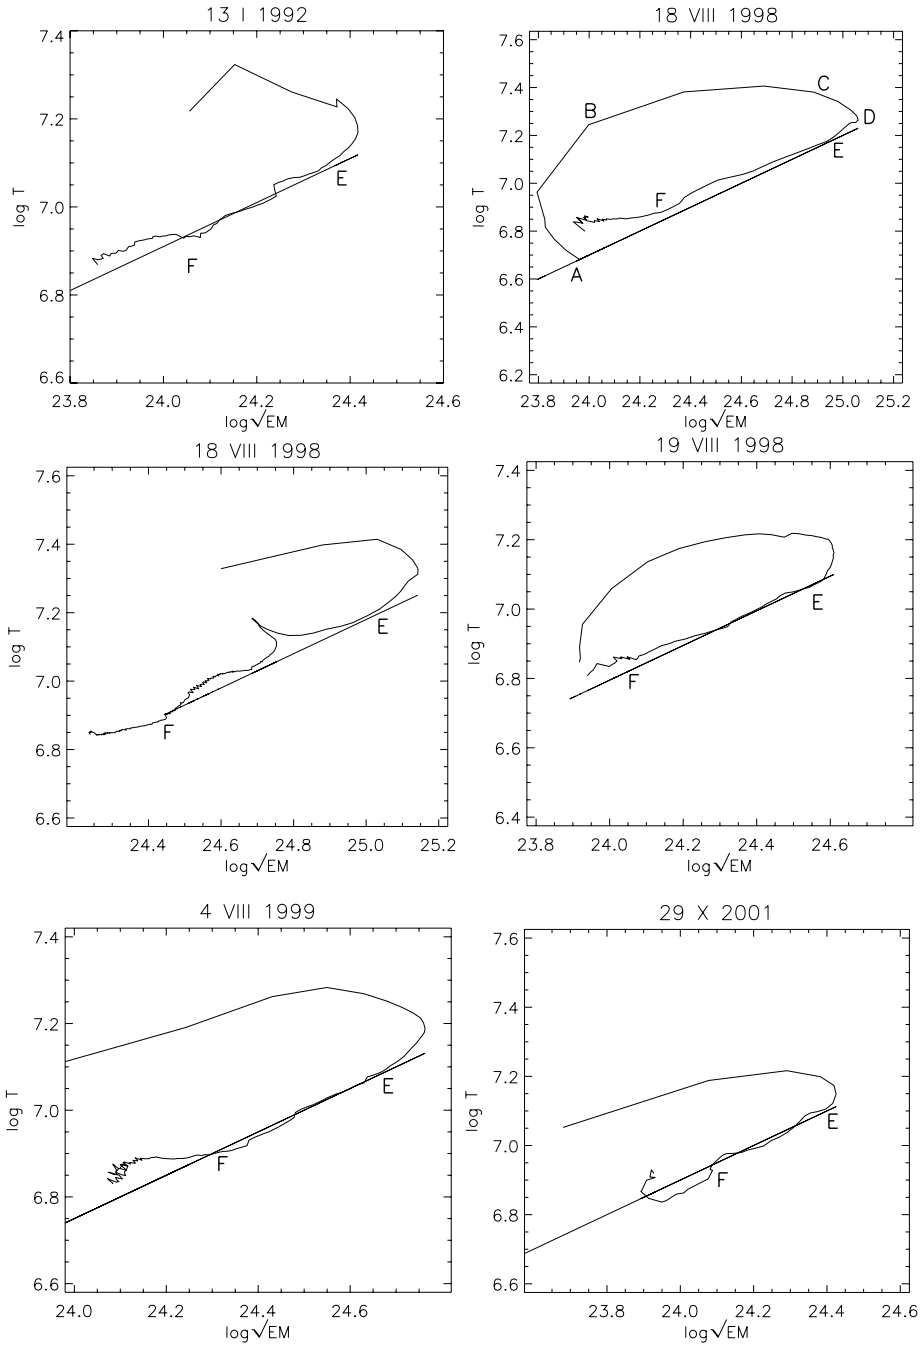 13 I 1992
7.4
7.2
7.0
6.8
6.6
log T
E
F
23.8 24.0 24.2 24.4 24.6
log√EM
18 VIII 1998
7.6
7.4
7.2
7.0
6.8
6.6
6.4
6.2
log T
A
B
C
D
E
F
23.8 24.0 24.2 24.4 24.6 24.8 25.0 25.2
log√EM
18 VIII 1998
7.6
7.4
7.2
7.0
6.8
6.6
log T
E
F
24.4 24.6 24.8 25.0 25.2
log√EM
19 VIII 1998
7.4
7.2
7.0
6.8
6.6
6.4
log T
E
F
23.8 24.0 24.2 24.4 24.6
log√EM
4 VIII 1999
7.4
7.2
7.0
6.8
6.6
log T
E
F
24.0 24.2 24.4 24.6
log√EM
29 X 2001
7.6
7.4
7.2
7.0
6.8
6.6
log T
E
F
23.8 24.0 24.2 24.4 24.6
log√EM